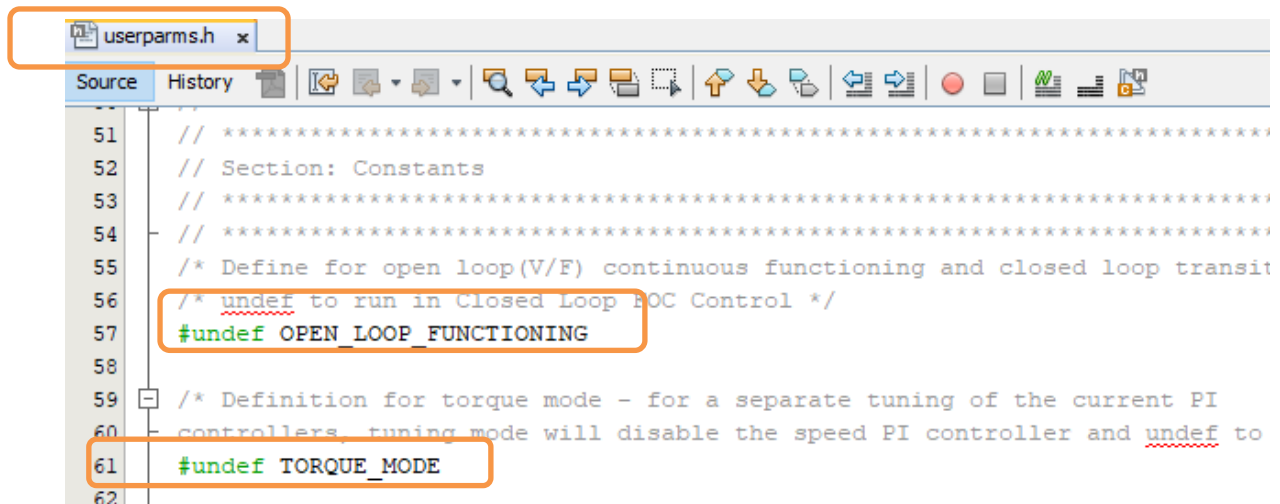 userparms.h x
Source History
51 // ************************************************************************
52 // Section: Constants
53 // ************************************************************************
54 // ************************************************************************
55 /* Define for open loop(V/F) continuous functioning and closed loop transit
56 /* undef to run in Closed Loop FOC Control */
57 #undef OPEN_LOOP_FUNCTIONING
58
59 /* Definition for torque mode - for a separate tuning of the current PI
60 controllers, tuning mode will disable the speed PI controller and undef to
61 #undef TORQUE_MODE
62